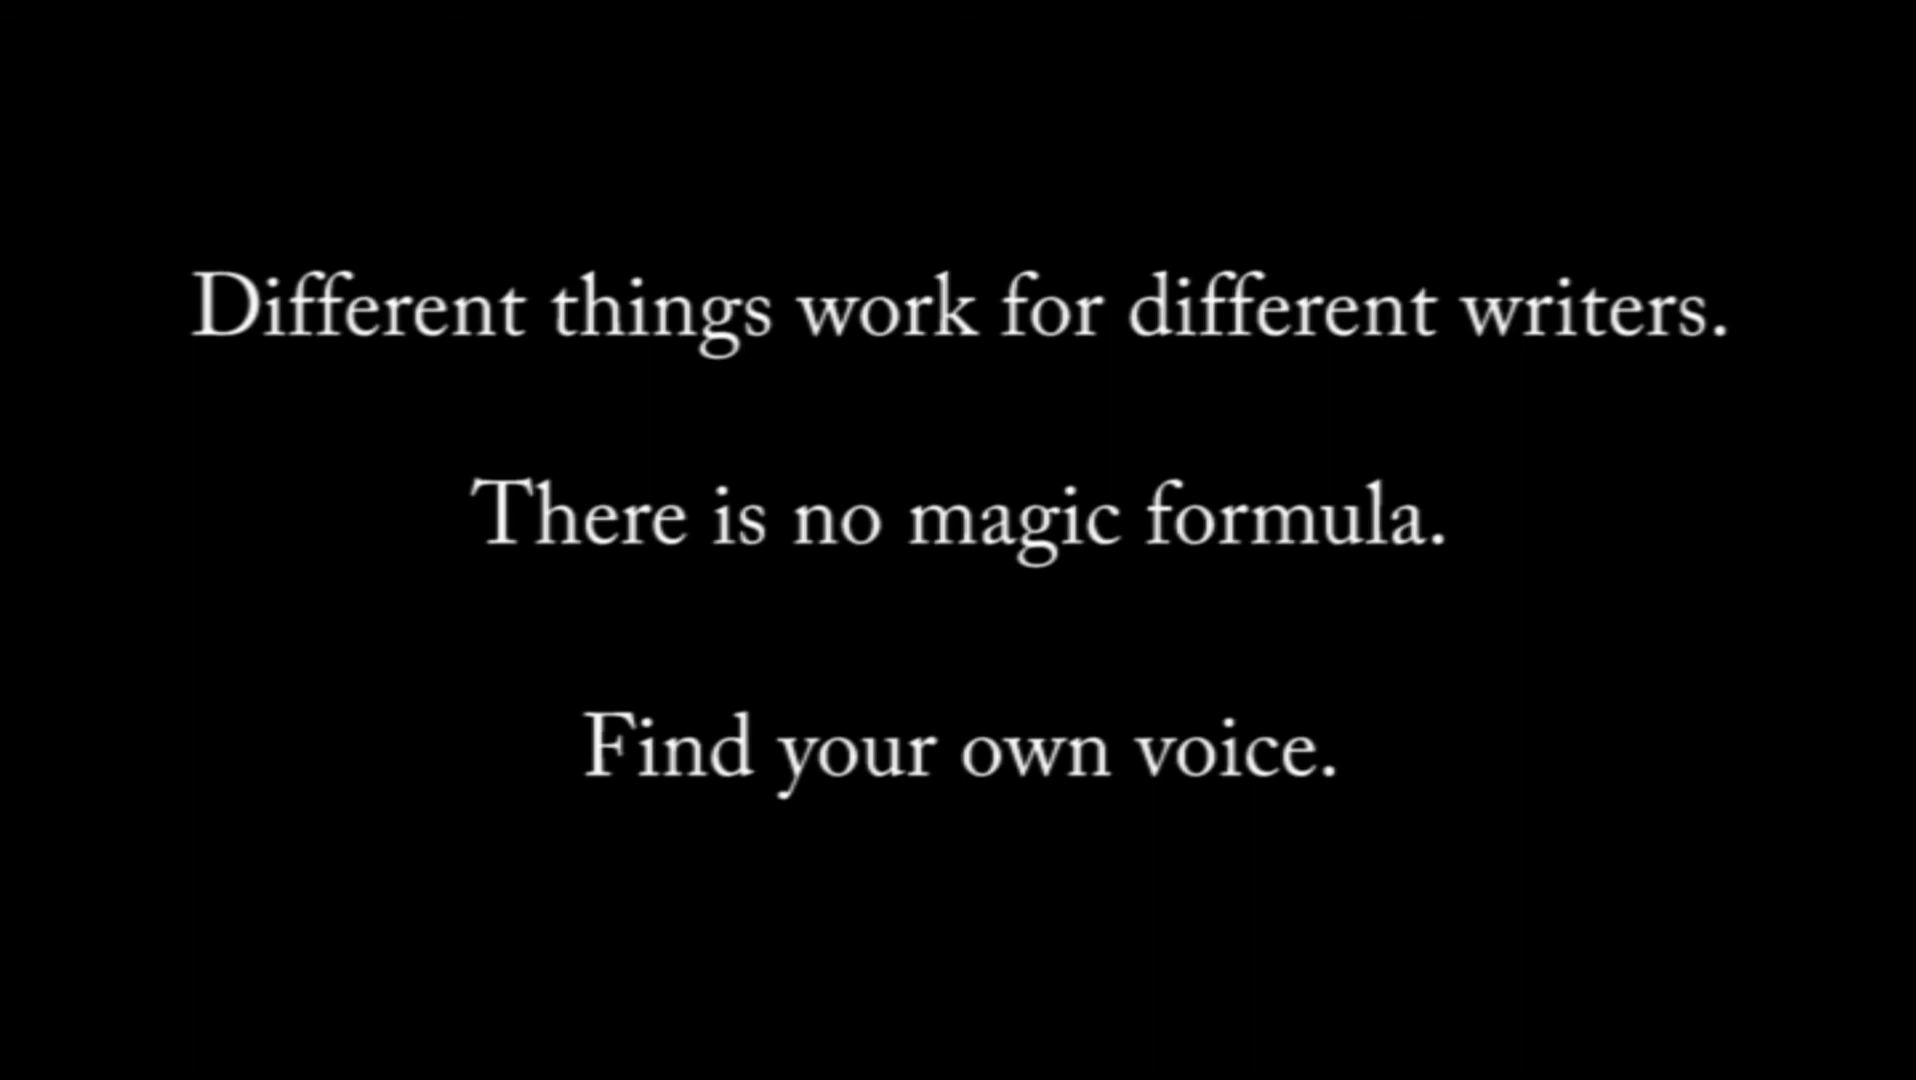 Different things work for different writers.
There is no magic formula.
Find your own voice.